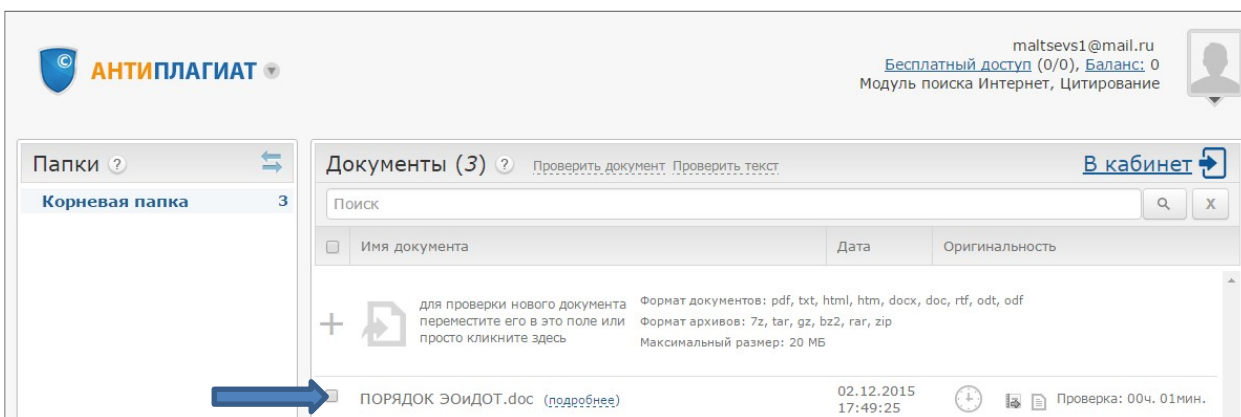 maltsevs1@mail.ru
Бесплатный доступ (0/0), Баланс: 0
Модуль поиска Интернет, Цитирование
©
АНТИПЛАГИАТ
Папки ?
Документы (3) ? Проверить документ Проверить текст В кабинет
Корневая папка 3
Поиск X
Имя документа Дата Оригинальность
для проверки нового документа
переместите его в это поле или
просто кликните здесь
Формат документов: pdf, txt, html, htm, docx, doc, rtf, odt, odf
Формат архивов: 7z, tar, gz, bz2, rar, zip
Максимальный размер: 20 МБ
ПОРЯДОК ЭОиДОТ.doc (подробнее) 02.12.2015 Проверка: 00ч. 01мин.
17:49:25